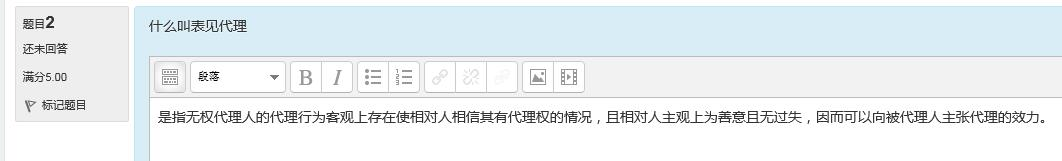 题目2
还未回答
满分5.00
标记题目
什么叫表见代理
段落
B I
是指无权代理人的代理行为客观上存在使相对人相信其有代理权的情况，且相对人主观上为善意且无过失，因而可以向被代理人主张代理的效力。